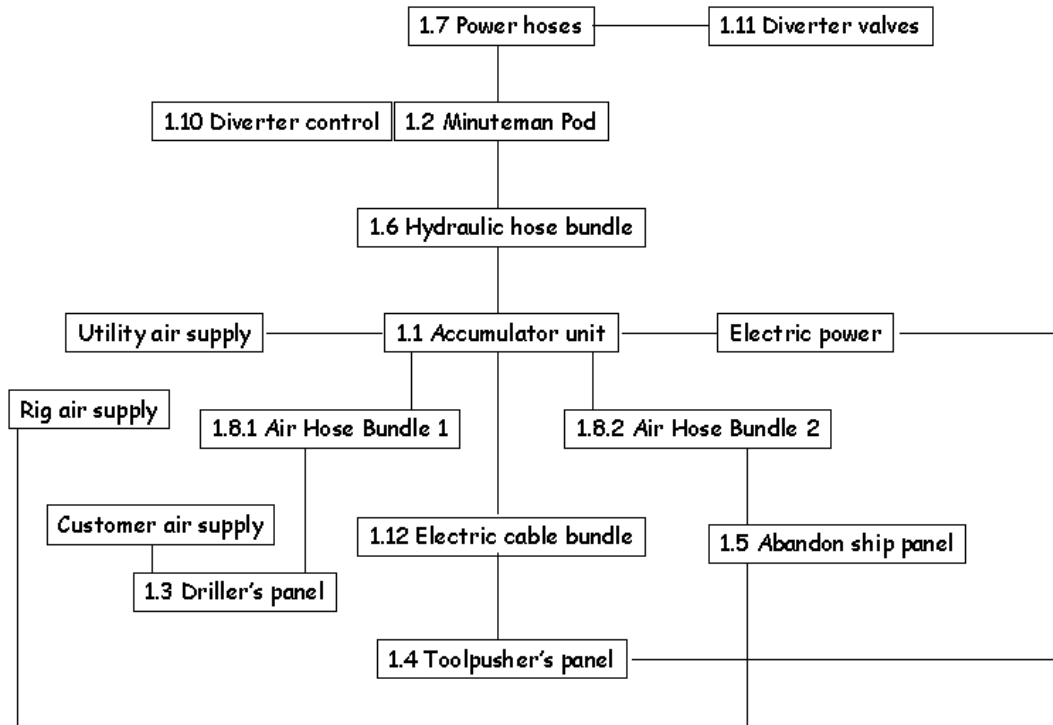 1.7 Power hoses
1.11 Diverter valves
1.10 Diverter control
1.2 Minuteman Pod
1.6 Hydraulic hose bundle
Utility air supply
1.1 Accumulator unit
Electric power
Rig air supply
1.8.1 Air Hose Bundle 1
1.8.2 Air Hose Bundle 2
Customer air supply
1.12 Electric cable bundle
1.5 Abandon ship panel
1.3 Driller's panel
1.4 Toolpusher's panel